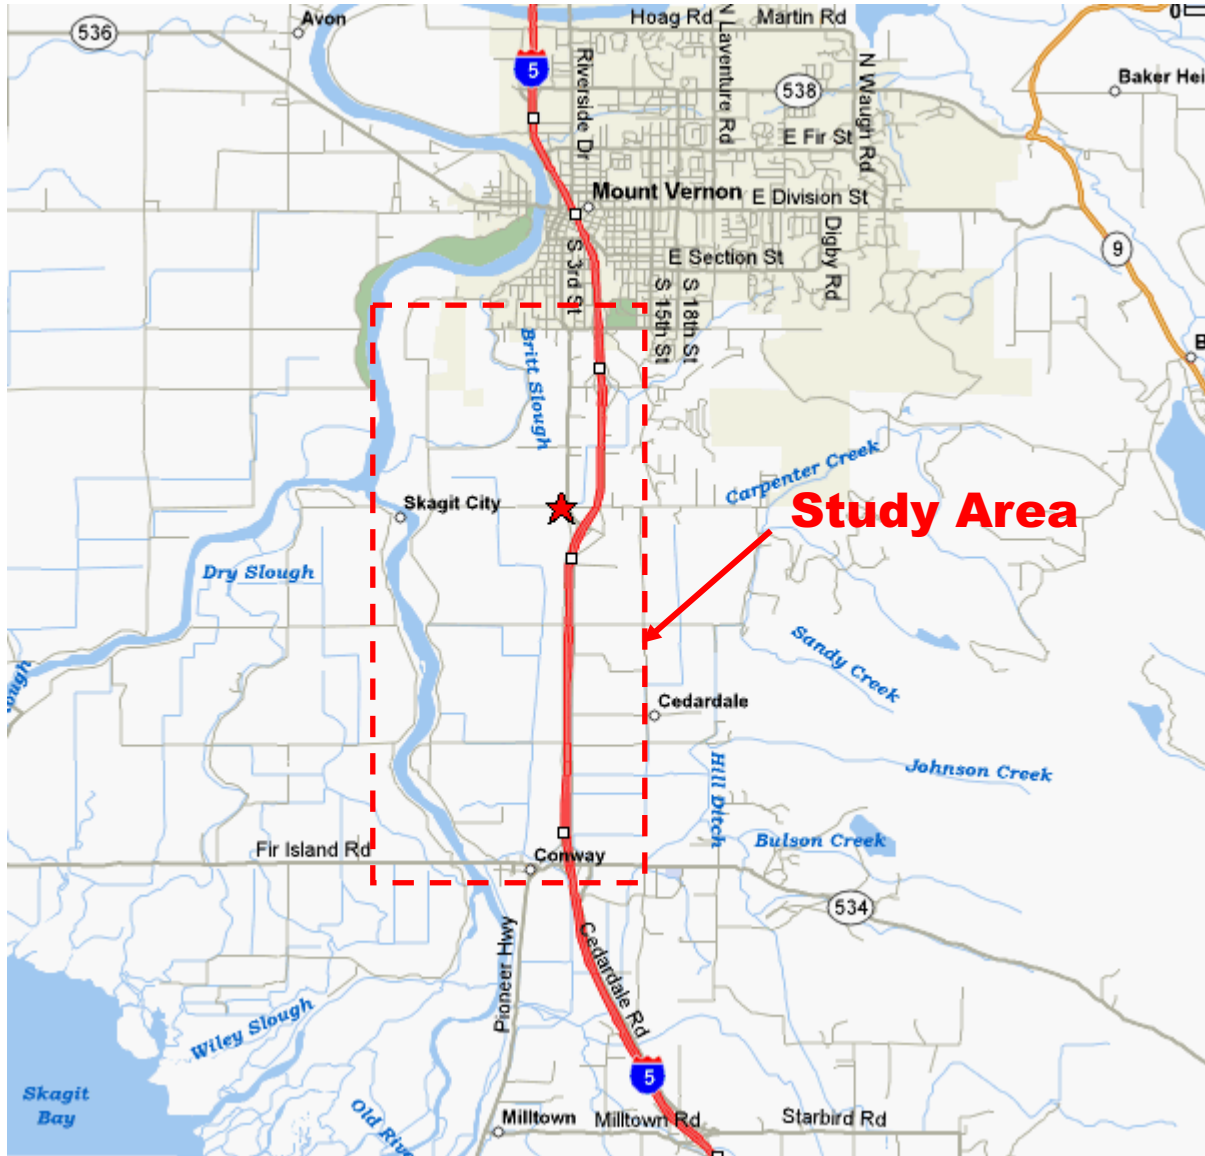 Hoag Rd
Martin Rd
0
Avon
536
5
Riverside Dr
N Laventure Rd
538
N Waugh Rd
Baker Hei
E Fir St
Mount Vernon
E Division St
Digby Rd
9
S 3rd St
E Section St
S 15th St
S 18th St
Britt Slough
B
Carpenter Creek
Skagit City
Study Area
Dry Slough
Sandy Creek
ough
Cedardale
Johnson Creek
Hill Ditch
Bulson Creek
Fir Island Rd
Conway
534
Pioneer Hwy
Cedardale Rd
Wiley Slough
5
Skagit
Bay
Old Rive
Milltown
Milltown Rd
Starbird Rd